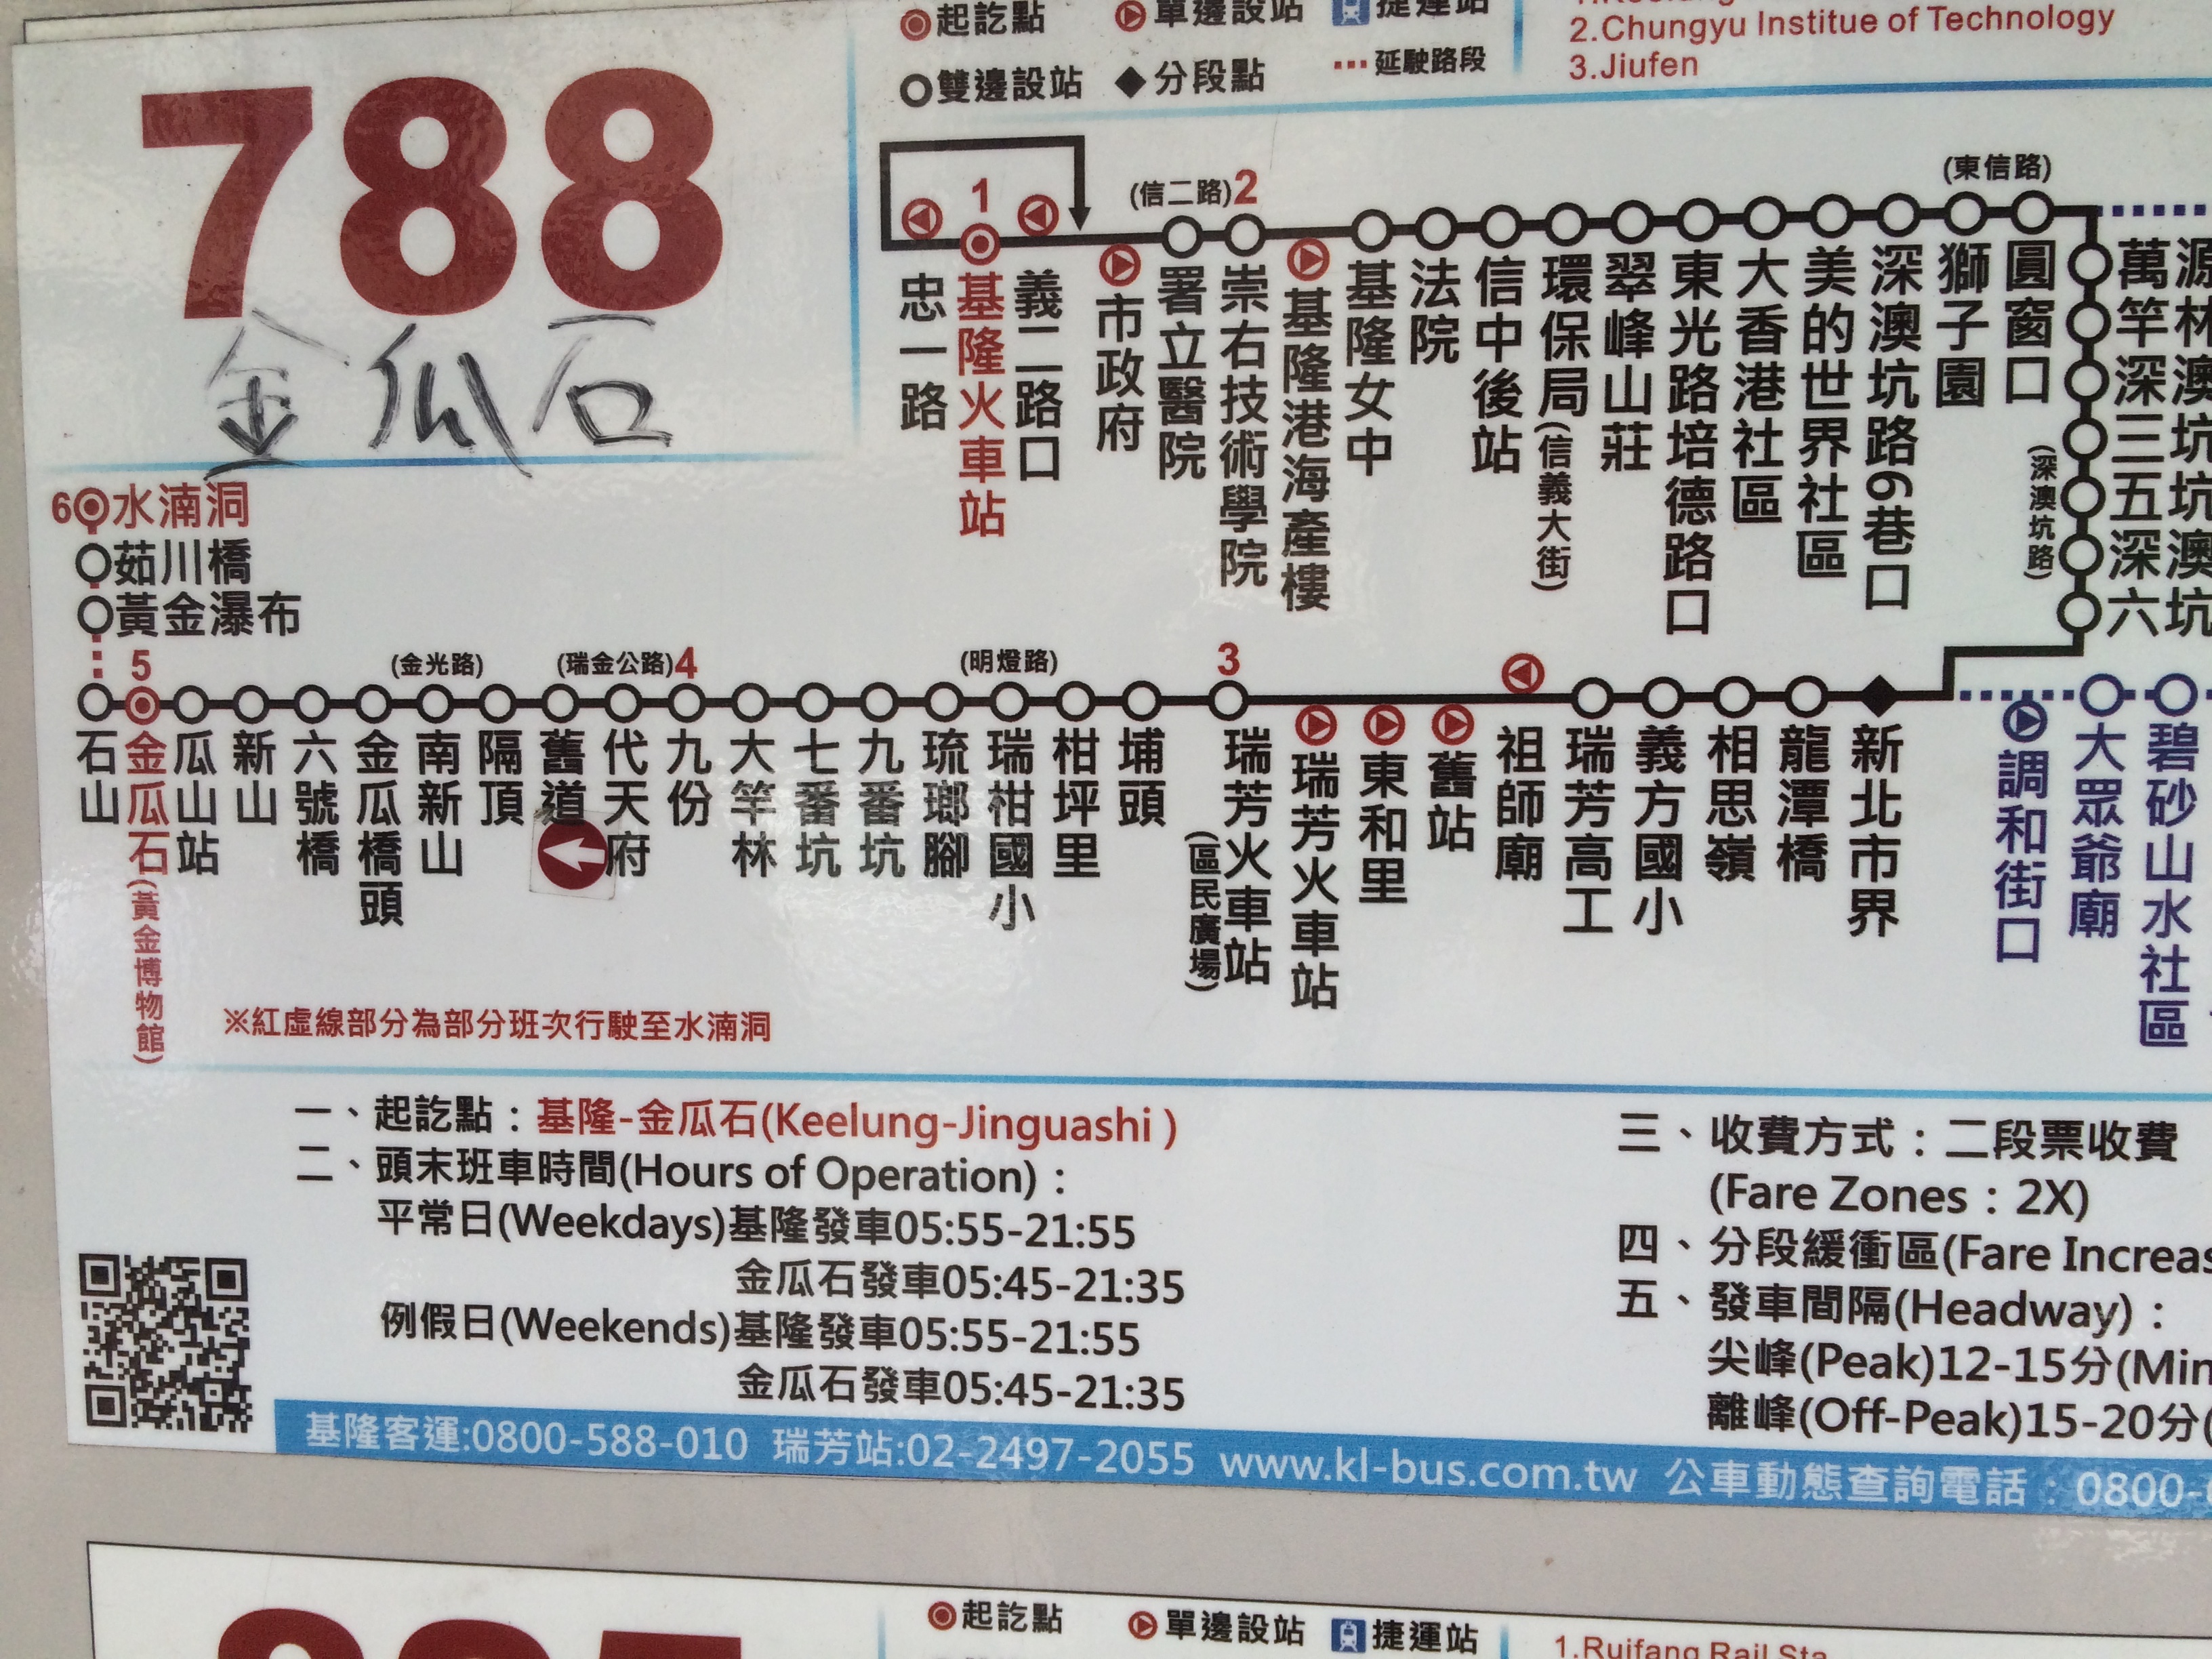 起訖點 單邊設站 捷運站
雙邊設站 分段點 延駛路段
2.Chungyu Institue of Technology
3.Jiufen
788
金瓜石
1
(信二路)2
(東信路)
忠一路
基隆火車站
義二路口
市政府
署立醫院
崇右技術學院
基隆港海產樓
基隆女中
法院
信中後站
環保局(信義大街)
翠峰山莊
東光路培德路口
大香港社區
美的世界社區
深澳坑路69巷口
獅子園
圓窗口
(深澳坑路)
6水湳洞
茹川橋
黃金瀑布
5
(金光路)
(瑞金公路)4
(明燈路)
3
石山
金瓜石(黃金博物館)
瓜山站
新山
六號橋
金瓜橋頭
南新山
隔頂
舊道
代天府
九份
大竿林
七番坑
九番坑
琉瑯腳
瑞柑國小
柑坪里
埔頭
瑞芳火車站(區民廣場)
瑞芳火車站
東和里
舊站
祖師廟
瑞芳高工
義方國小
相思嶺
龍潭橋
新北市界
調和街口
大眾爺廟
碧砂山水社區
※紅虛線部分為部分班次行駛至水湳洞
一、起訖點：基隆-金瓜石(Keelung-Jinguashi )
二、頭末班車時間(Hours of Operation)：
平常日(Weekdays)基隆發車05:55-21:55
金瓜石發車05:45-21:35
例假日(Weekends)基隆發車05:55-21:55
金瓜石發車05:45-21:35
三、收費方式：二段票收費
(Fare Zones：2X)
四、分段緩衝區(Fare Increas
五、發車間隔(Headway)：
尖峰(Peak)12-15分(Min
離峰(Off-Peak)15-20分(
基隆客運:0800-588-010 瑞芳站:02-2497-2055 www.kl-bus.com.tw 公車動態查詢電話：0800-
起訖點 單邊設站 捷運站
1.Ruifang Rail Sta